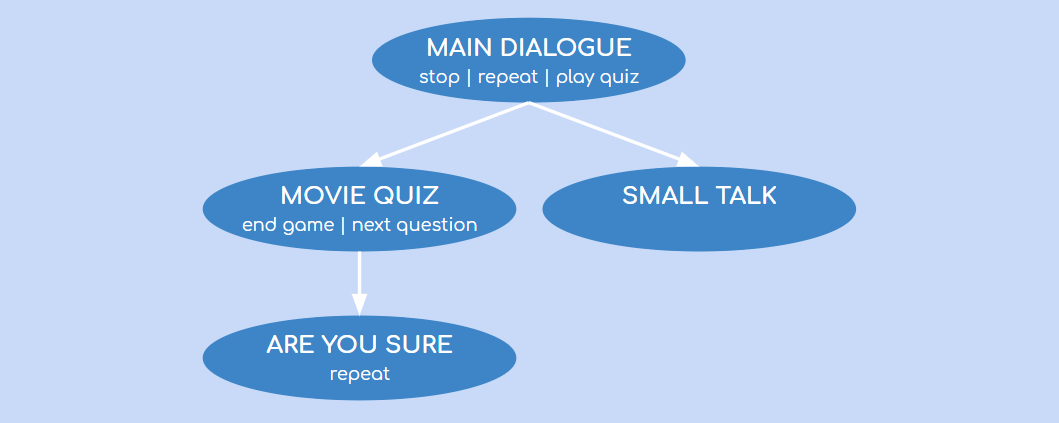 MAIN DIALOGUE
stop | repeat | play quiz
MOVIE QUIZ
end game | next question
SMALL TALK
ARE YOU SURE
repeat